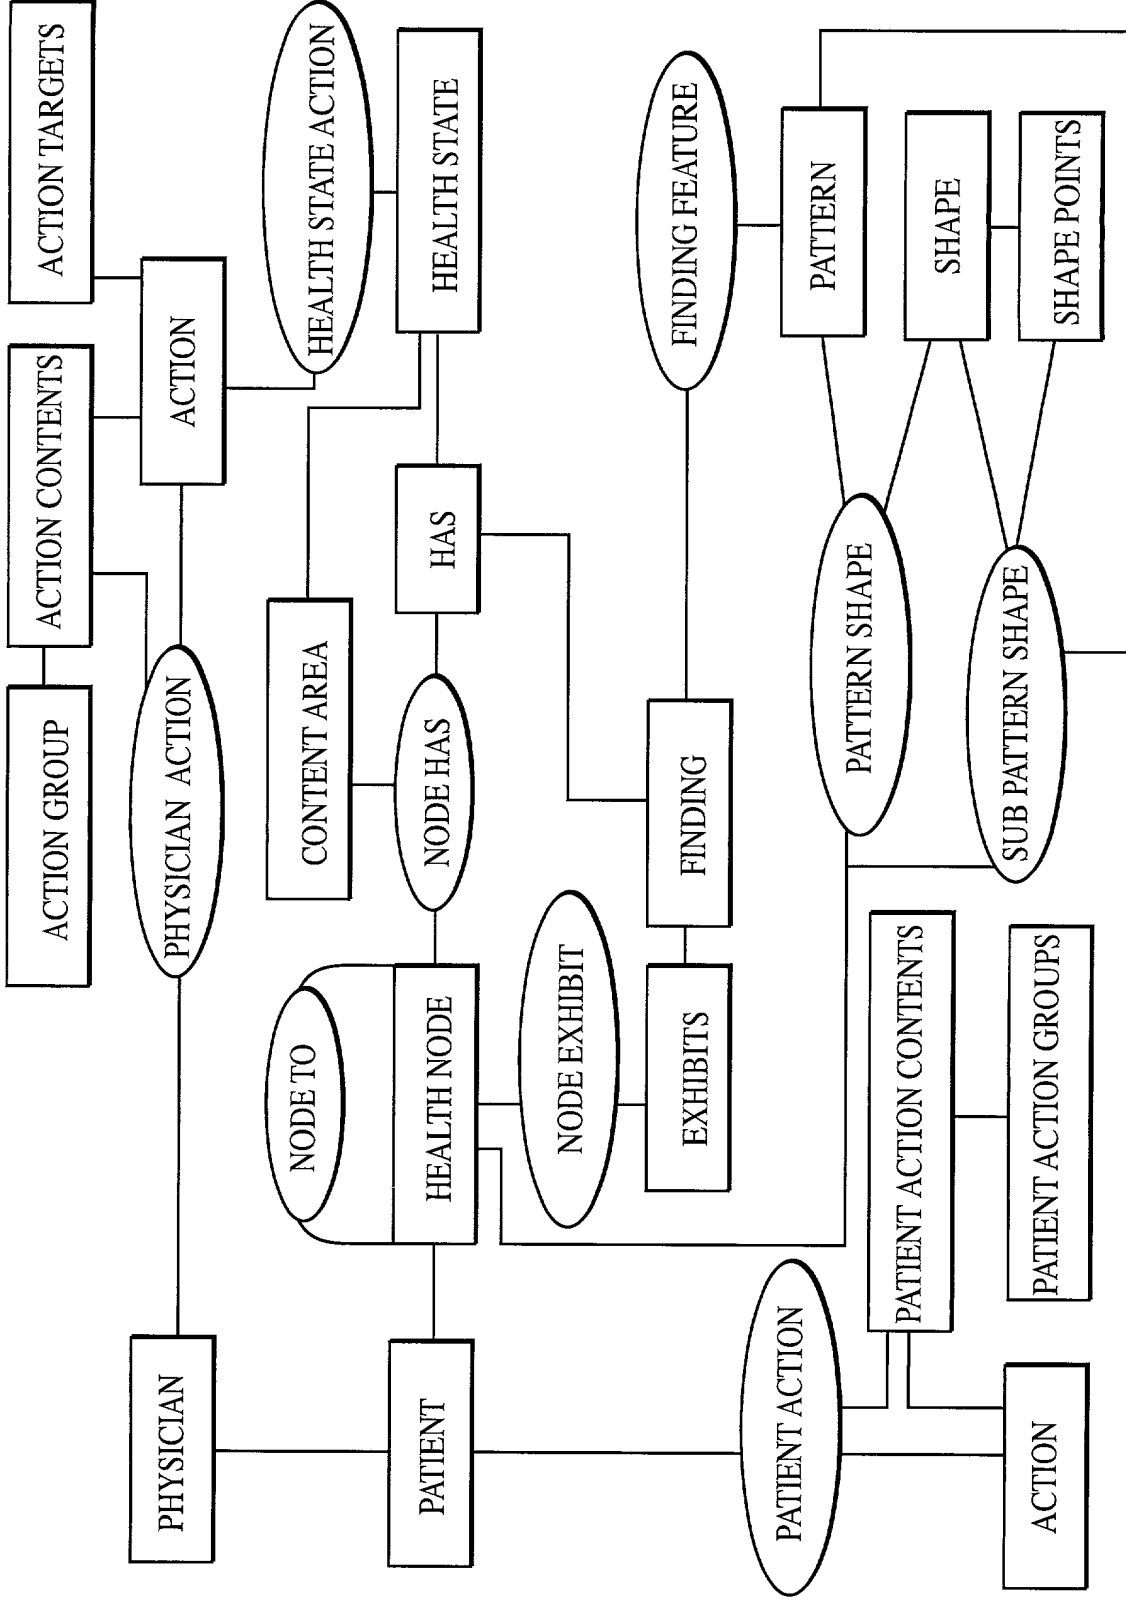 ACTION GROUP
ACTION CONTENTS
ACTION TARGETS
PHYSICIAN
PHYSICIAN ACTION
ACTION
NODE TO
CONTENT AREA
HEALTH STATE ACTION
PATIENT
HEALTH NODE
NODE HAS
HAS
HEALTH STATE
NODE EXHIBIT
EXHIBITS
FINDING
FINDING FEATURE
PATIENT ACTION
PATTERN SHAPE
PATTERN
PATIENT ACTION CONTENTS
SHAPE
ACTION
PATIENT ACTION GROUPS
SUB PATTERN SHAPE
SHAPE POINTS